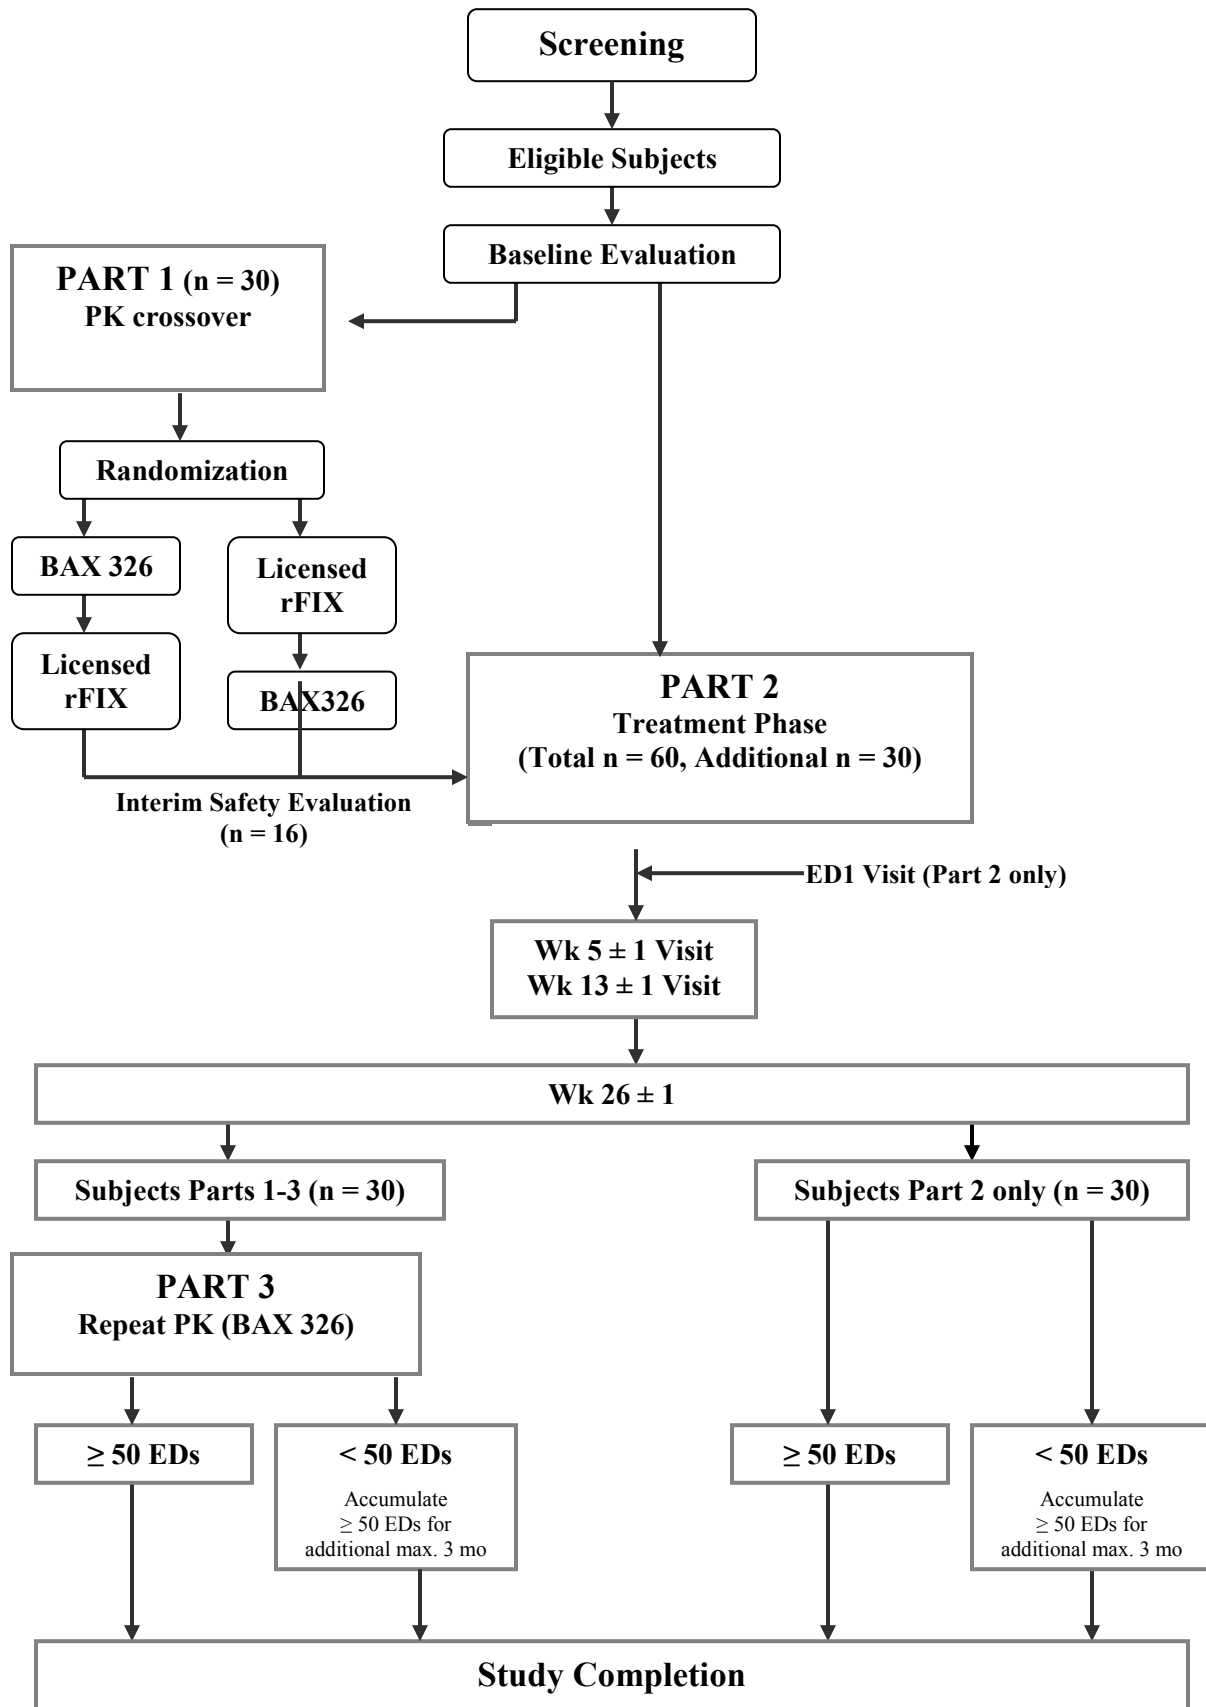 Screening
Eligible Subjects
Baseline Evaluation
PART 1 (n = 30)
PK crossover
Randomization
BAX 326
Licensed
rFIX
Licensed
rFIX
BAX326
Interim Safety Evaluation
(n = 16)
PART 2
Treatment Phase
(Total n = 60, Additional n = 30)
ED1 Visit (Part 2 only)
Wk 5 ± 1 Visit
Wk 13 ± 1 Visit
Wk 26 ± 1
Subjects Parts 1-3 (n = 30)
Subjects Part 2 only (n = 30)
PART 3
Repeat PK (BAX 326)
≥ 50 EDs
< 50 EDs
Accumulate
≥ 50 EDs for
additional max. 3 mo
≥ 50 EDs
< 50 EDs
Accumulate
≥ 50 EDs for
additional max. 3 mo
Study Completion